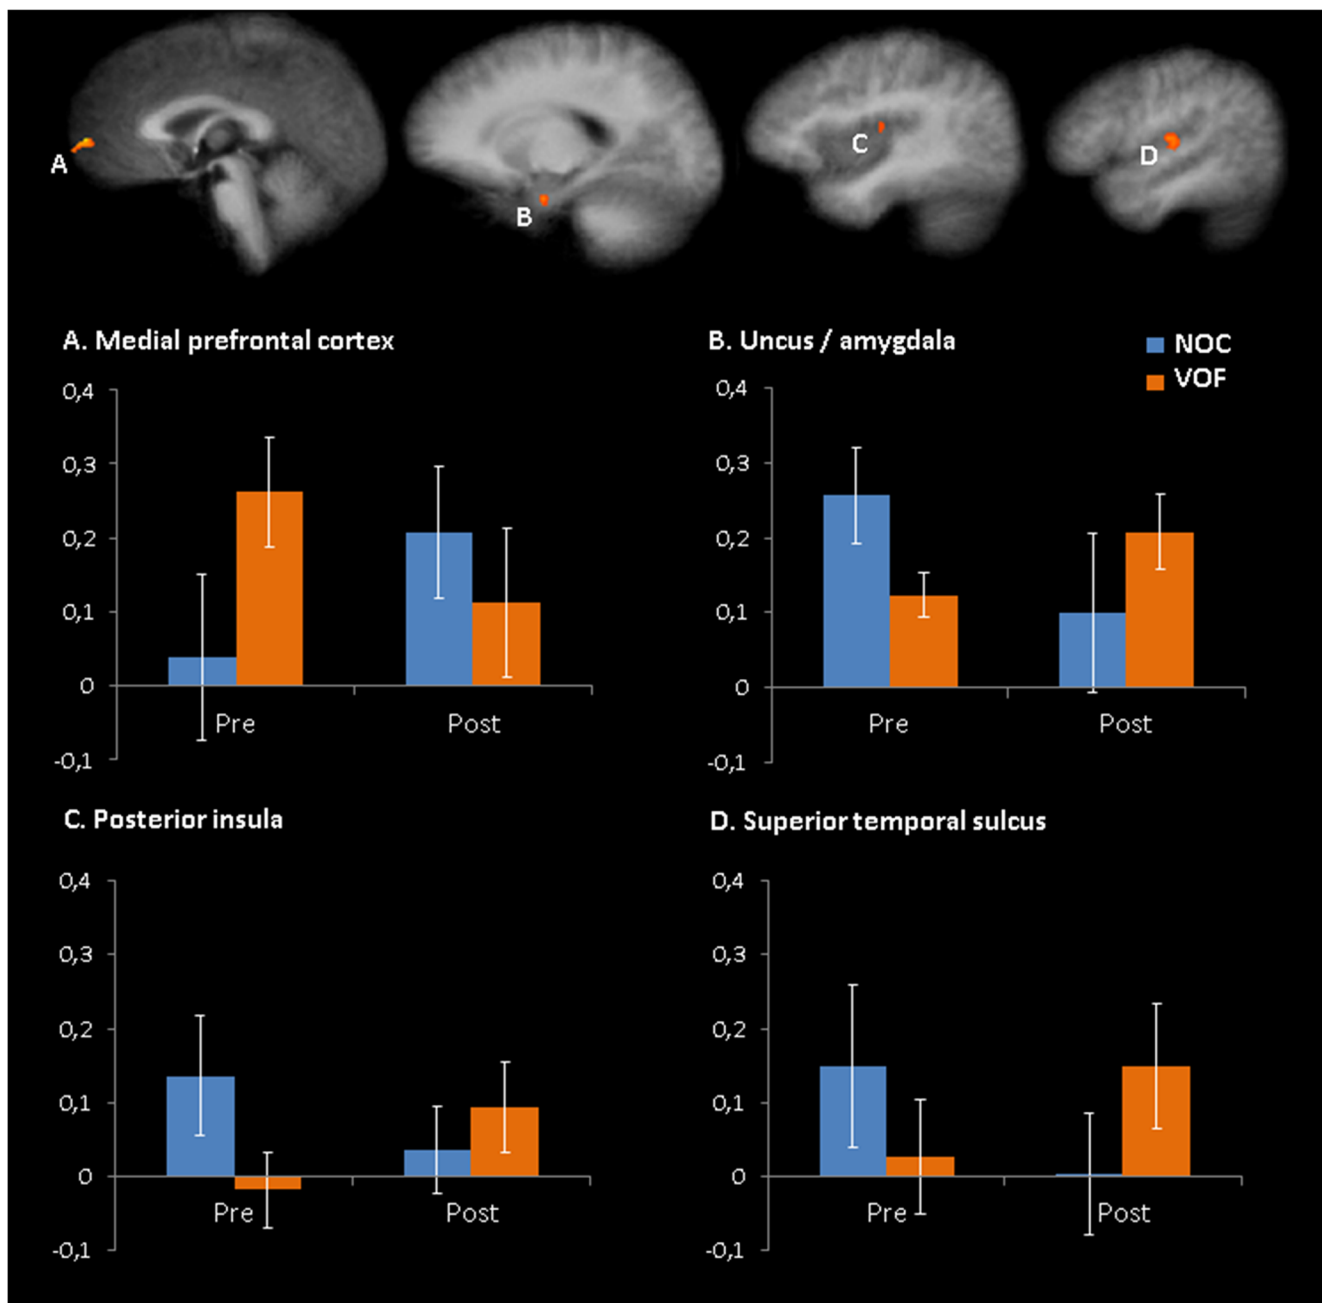 A
B
C
D
A. Medial prefrontal cortex
0,4
0,3
0,2
0,1
0
-0,1
Pre
Post
B. Uncus / amygdala
NOC
VOF
0,4
0,3
0,2
0,1
0
-0,1
Pre
Post
C. Posterior insula
0,4
0,3
0,2
0,1
0
-0,1
Pre
Post
D. Superior temporal sulcus
0,4
0,3
0,2
0,1
0
-0,1
Pre
Post